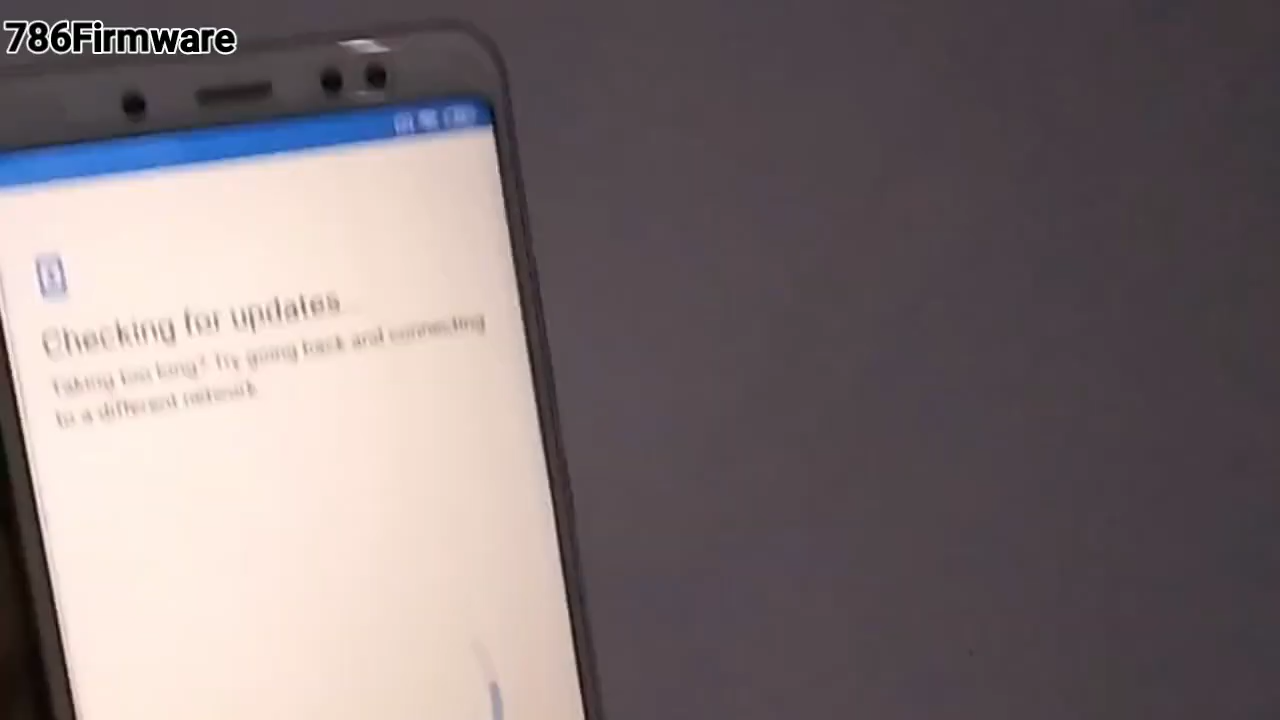 786Firmware
Checking for updates...
Taking too long? Try going back and connecting
to a different network.